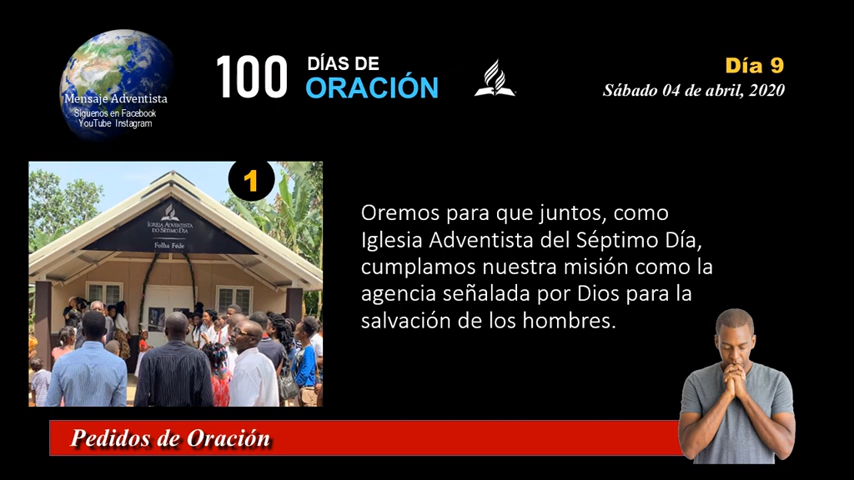 Mensaje Adventista
Síguenos en Facebook
YouTube Instagram
100 DÍAS DE
ORACIÓN
Día 9
Sábado 04 de abril, 2020
1
IGREJA ADVENTISTA
DO SÉTIMO DIA
Folha Fede
Oremos para que juntos, como
Iglesia Adventista del Séptimo Día,
cumplamos nuestra misión como la
agencia señalada por Dios para la
salvación de los hombres.
Pedidos de Oración